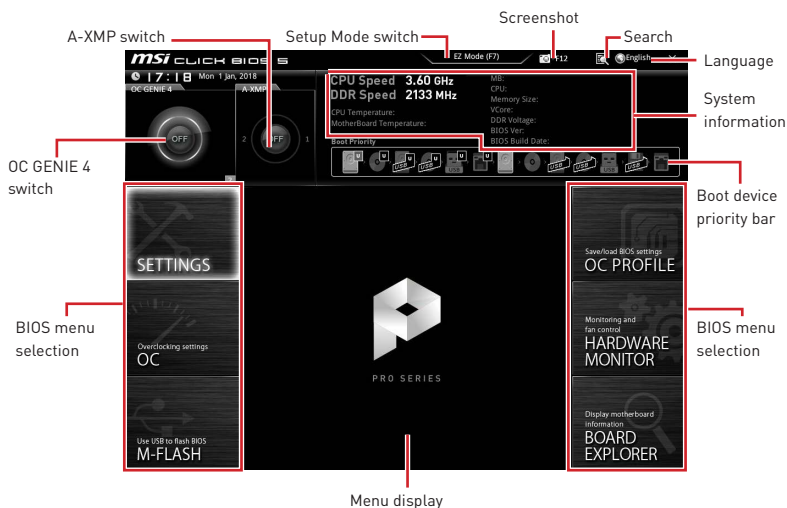 Screenshot
A-XMP switch
Setup Mode switch
Search
msi CLICK BIOS 5
EZ Mode (F7)
F12
English
Language
17:18 Mon 1 Jan, 2018
OC GENIE 4
A-XMP
CPU Speed 3.60 GHz
DDR Speed 2133 MHz
CPU Temperature:
MotherBoard Temperature:
MB:
CPU:
Memory Size:
VCore:
DDR Voltage:
BIOS Ver:
BIOS Build Date:
System
information
OFF
2 OFF 1
Boot Priority
U U U U U U
USB USB USB USB USB USB
OC GENIE 4
switch
?
Boot device
priority bar
SETTINGS
Save/load BIOS settings
OC PROFILE
BIOS menu
selection
Overclocking settings
OC
PRO SERIES
Monitoring and
fan control
HARDWARE
MONITOR
BIOS menu
selection
Use USB to flash BIOS
M-FLASH
Display motherboard
information
BOARD
EXPLORER
Menu display